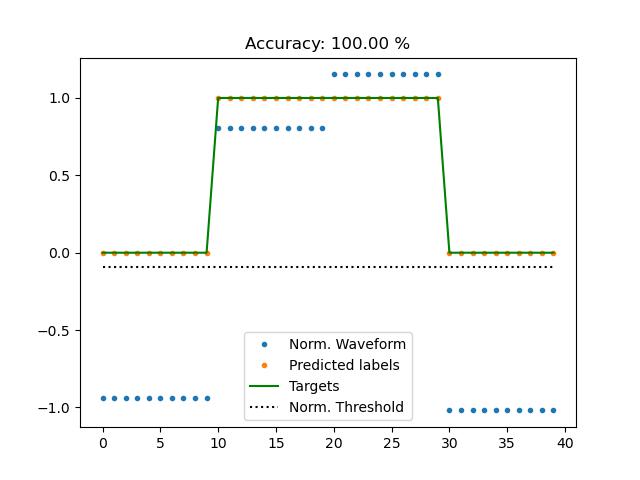 Accuracy: 100.00 %
1.0
0.5
0.0
−0.5
−1.0
Norm. Waveform
Predicted labels
Targets
Norm. Threshold
0 5 10 15 20 25 30 35 40